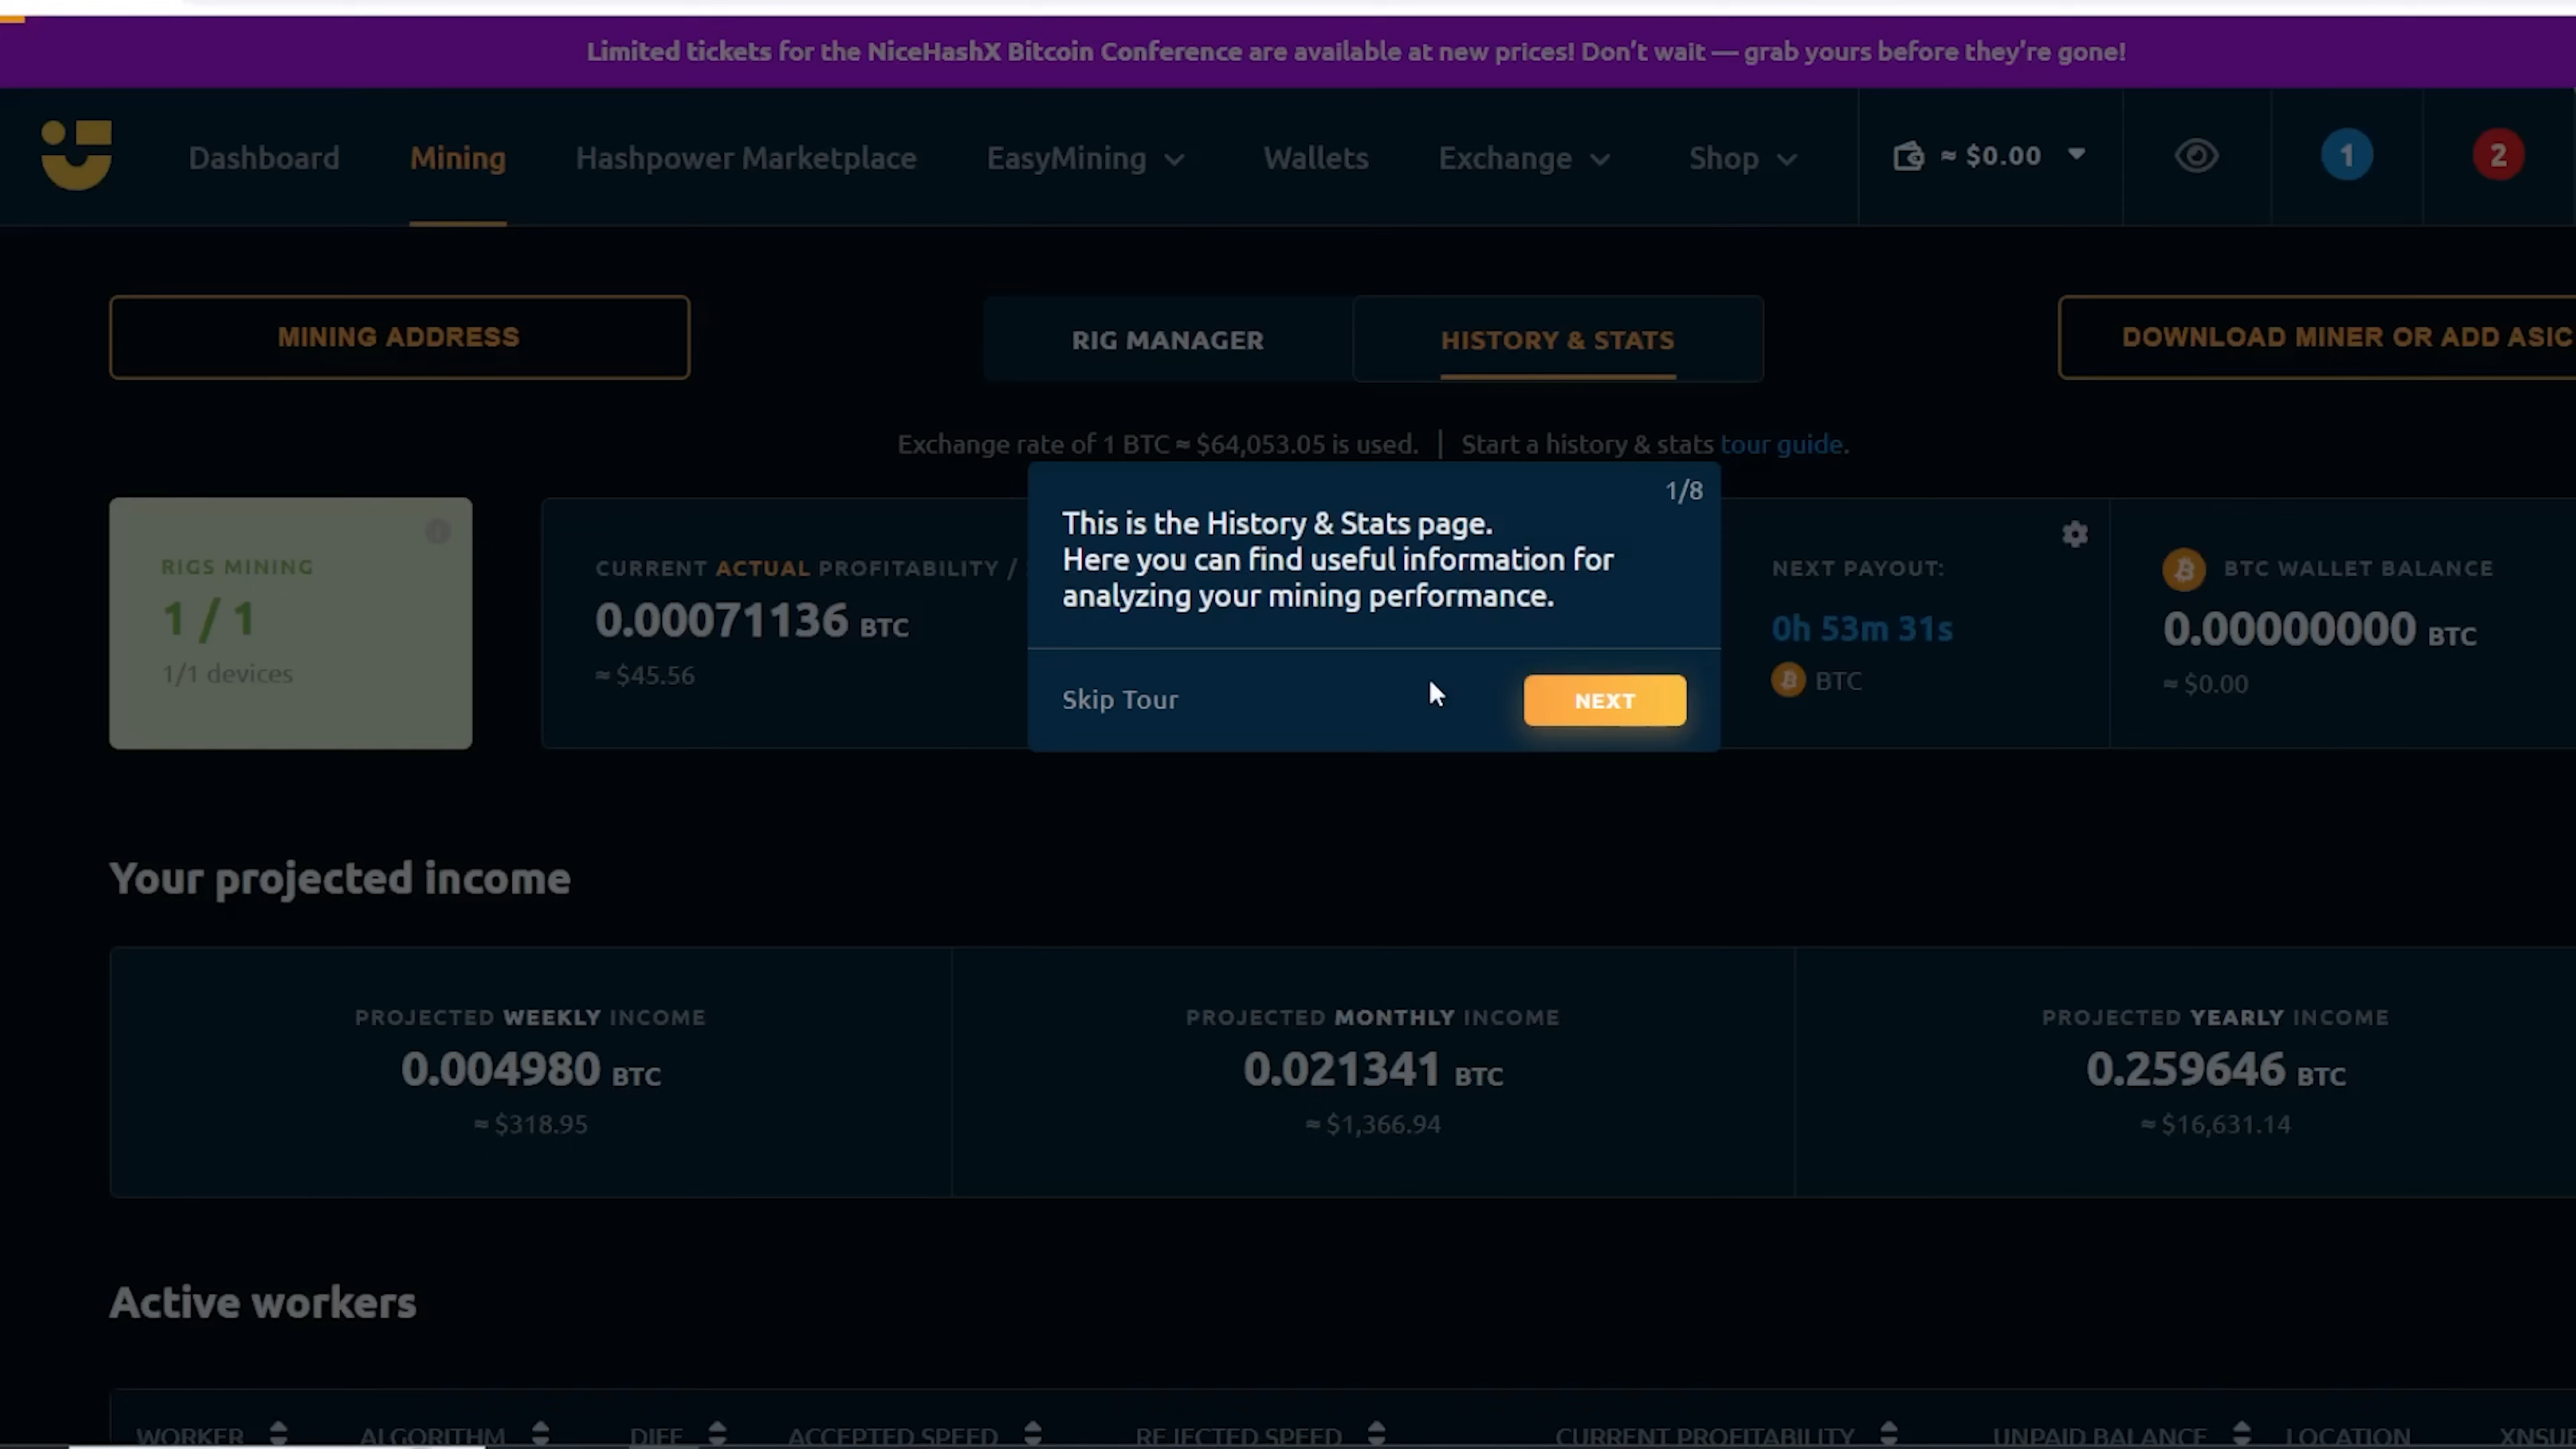 Limited tickets for the NiceHashX Bitcoin Conference are available at new prices! Don't wait — grab yours before they're gone!
Dashboard Mining Hashpower Marketplace EasyMining Wallets Exchange Shop ≈ $0.00 1 2
MINING ADDRESS RIG MANAGER HISTORY & STATS DOWNLOAD MINER OR ADD ASIC
Exchange rate of 1 BTC ≈ $64,053.05 is used. | Start a history & stats tour guide.
1/8
This is the History & Stats page.
Here you can find useful information for
analyzing your mining performance.
Skip Tour NEXT
RIGS MINING
1 / 1
1/1 devices
CURRENT ACTUAL PROFITABILITY /
0.00071136 BTC
≈ $45.56
NEXT PAYOUT:
0h 53m 31s
BTC
BTC WALLET BALANCE
0.00000000 BTC
≈ $0.00
Your projected income
PROJECTED WEEKLY INCOME
0.004980 BTC
≈ $318.95
PROJECTED MONTHLY INCOME
0.021341 BTC
≈ $1,366.94
PROJECTED YEARLY INCOME
0.259646 BTC
≈ $16,631.14
Active workers
WORKER ALGORITHM DIFF ACCEPTED SPEED REJECTED SPEED CURRENT PROFITABILITY UNPAID BALANCE LOCATION